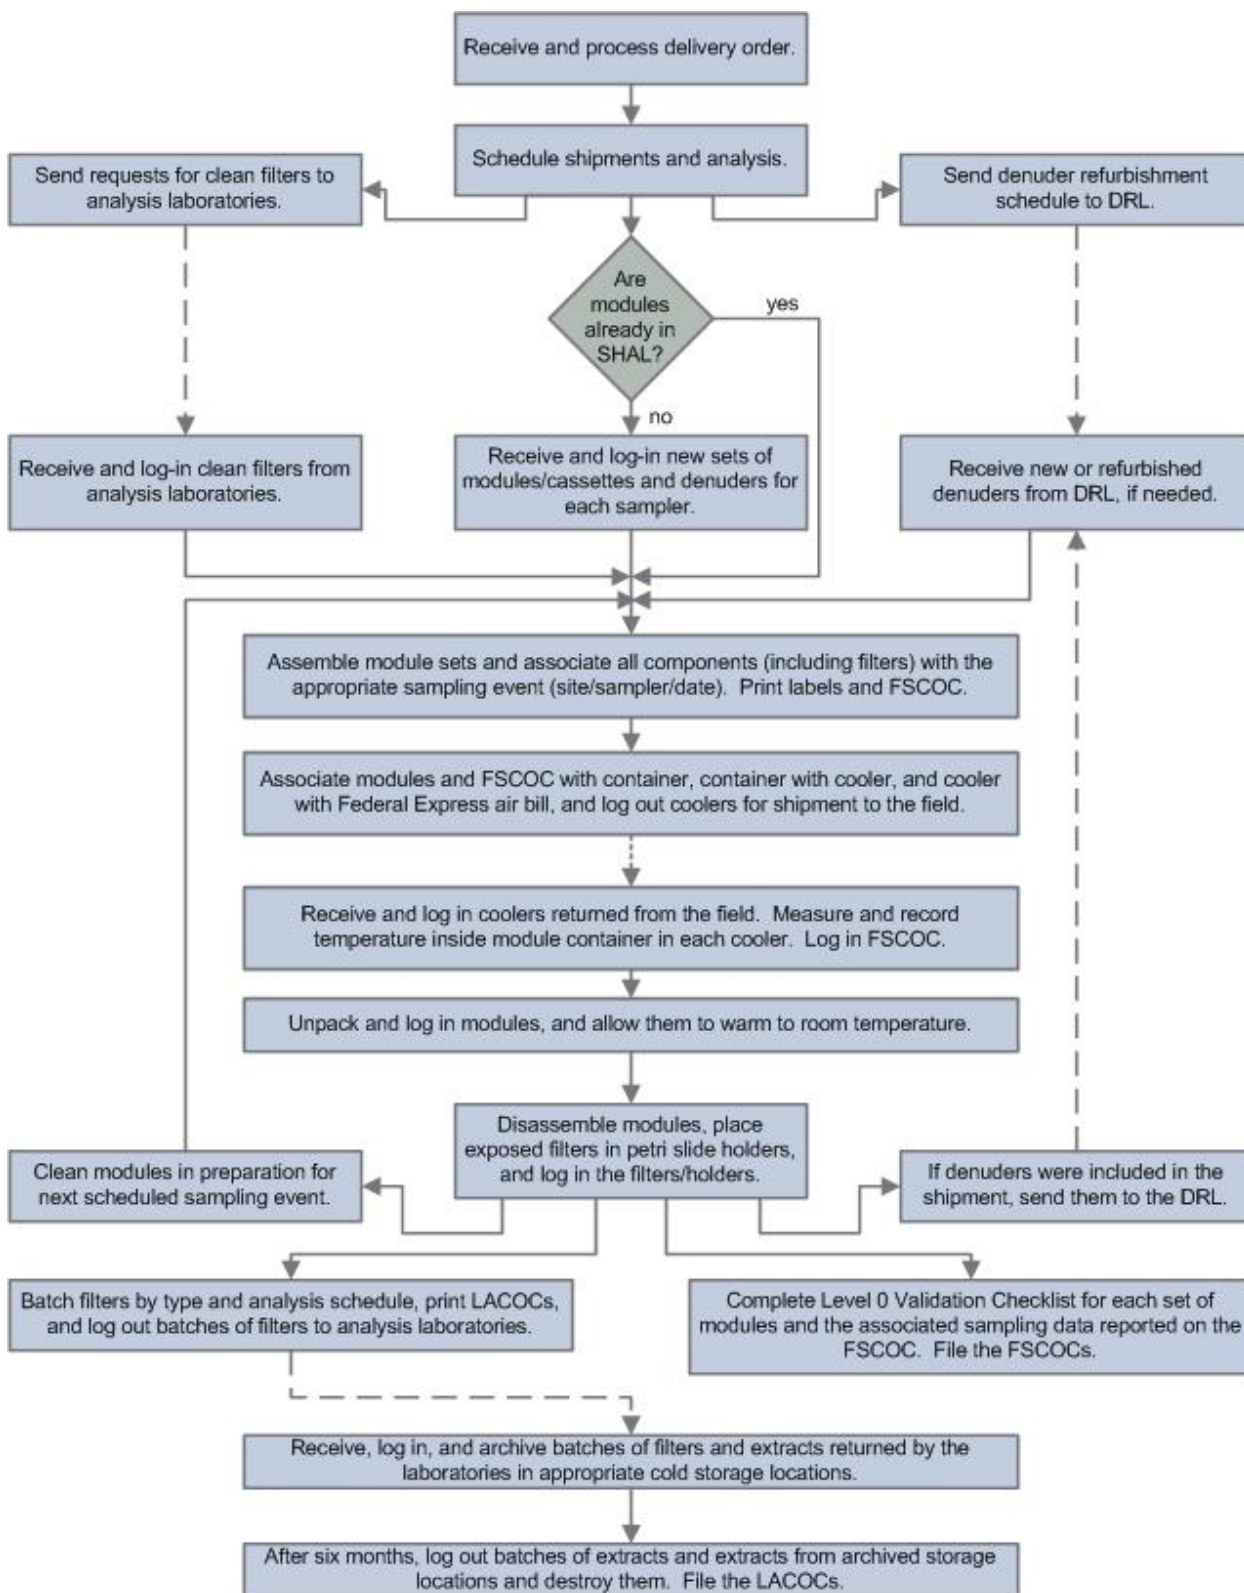 Receive and process delivery order.
Schedule shipments and analysis.
Send requests for clean filters to
analysis laboratories.
Send denuder refurbishment
schedule to DRL.
Are
modules
already in
SHAL?
yes
no
Receive and log-in clean filters from
analysis laboratories.
Receive and log-in new sets of
modules/cassettes and denuders for
each sampler.
Receive new or refurbished
denuders from DRL, if needed.
Assemble module sets and associate all components (including filters) with the
appropriate sampling event (site/sampler/date).  Print labels and FSCOC.
Associate modules and FSCOC with container, container with cooler, and cooler
with Federal Express air bill, and log out coolers for shipment to the field.
Receive and log in coolers returned from the field.  Measure and record
temperature inside module container in each cooler.  Log in FSCOC.
Unpack and log in modules, and allow them to warm to room temperature.
Disassemble modules, place
exposed filters in petri slide holders,
and log in the filters/holders.
Clean modules in preparation for
next scheduled sampling event.
If denuders were included in the
shipment, send them to the DRL.
Batch filters by type and analysis schedule, print LACOCs,
and log out batches of filters to analysis laboratories.
Complete Level 0 Validation Checklist for each set of
modules and the associated sampling data reported on the
FSCOC.  File the FSCOCs.
Receive, log in, and archive batches of filters and extracts returned by the
laboratories in appropriate cold storage locations.
After six months, log out batches of extracts and extracts from archived storage
locations and destroy them.  File the LACOCs.